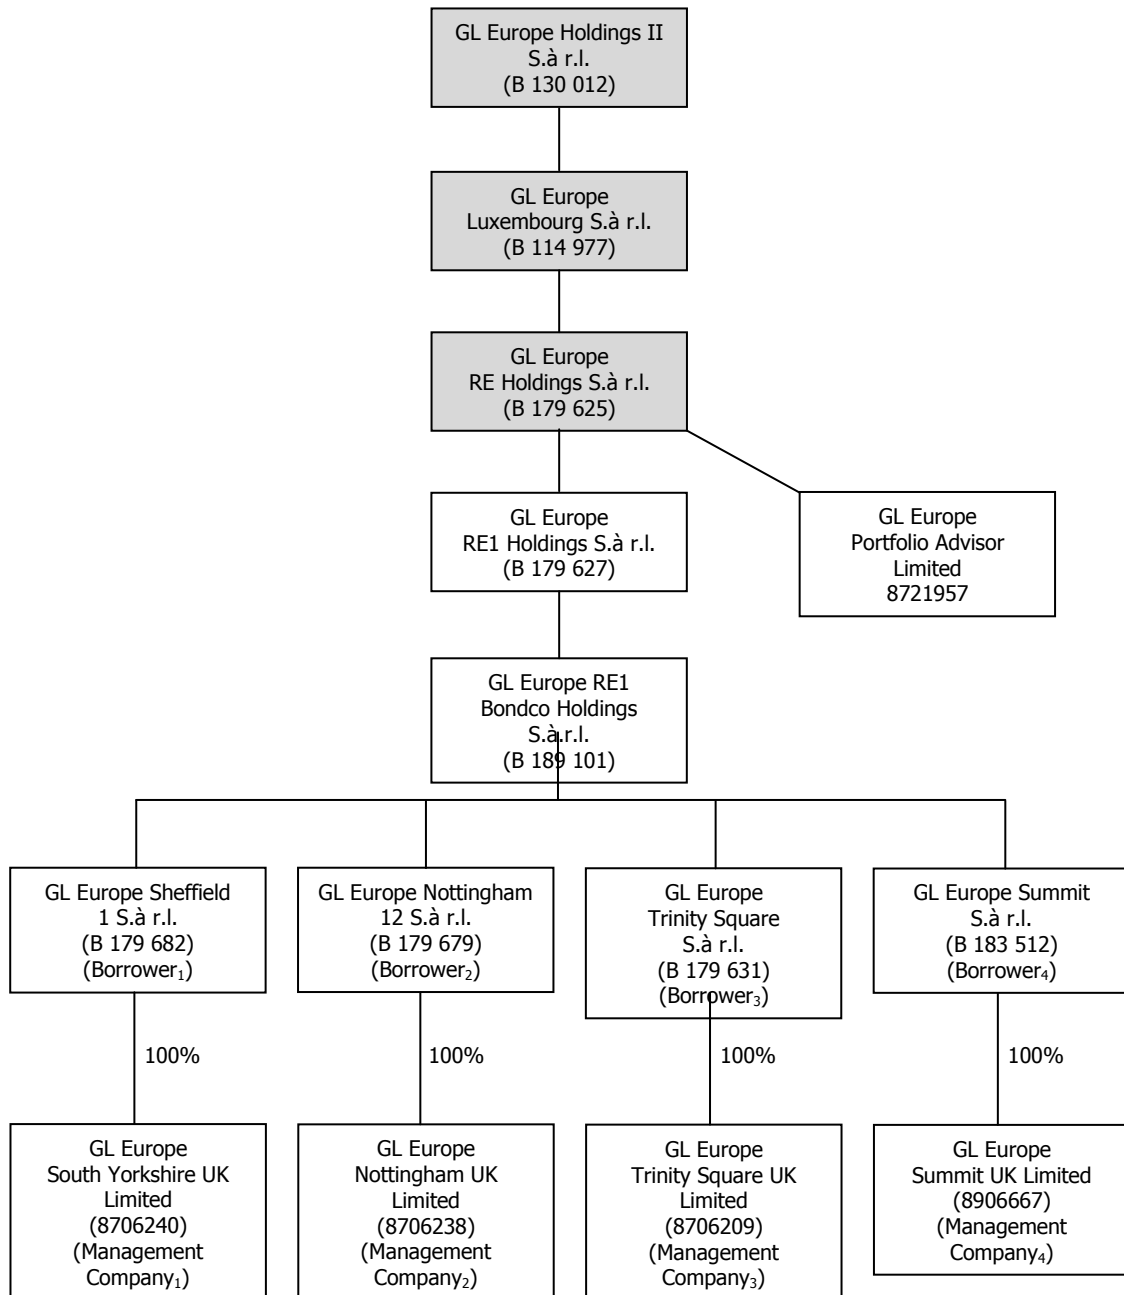 GL Europe Holdings II
S.à r.l.
(B 130 012)
GL Europe
Luxembourg S.à r.l.
(B 114 977)
GL Europe
RE Holdings S.à r.l.
(B 179 625)
GL Europe
RE1 Holdings S.à r.l.
(B 179 627)
GL Europe
Portfolio Advisor
Limited
8721957
GL Europe RE1
Bondco Holdings
S.à.r.l.
(B 189 101)
GL Europe Sheffield
1 S.à r.l.
(B 179 682)
(Borrower₁)
GL Europe Nottingham
12 S.à r.l.
(B 179 679)
(Borrower₂)
GL Europe
Trinity Square
S.à r.l.
(B 179 631)
(Borrower₃)
GL Europe Summit
S.à r.l.
(B 183 512)
(Borrower₄)
100%
100%
100%
100%
GL Europe
South Yorkshire UK
Limited
(8706240)
(Management
Company₁)
GL Europe
Nottingham UK
Limited
(8706238)
(Management
Company₂)
GL Europe
Trinity Square UK
Limited
(8706209)
(Management
Company₃)
GL Europe
Summit UK Limited
(8906667)
(Management
Company₄)